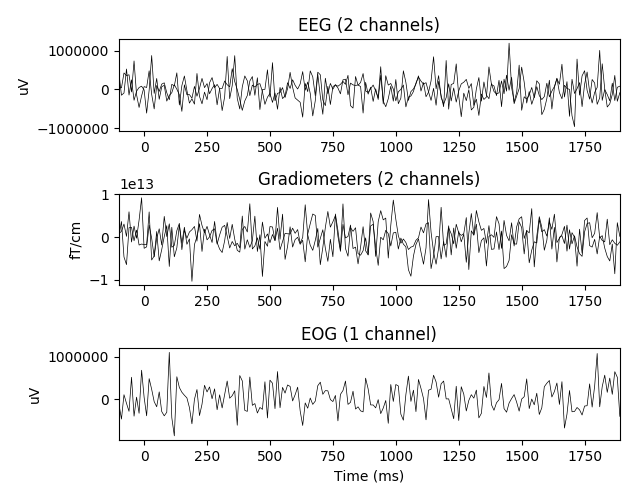 EEG (2 channels)
1000000
0
−1000000
uV
0 250 500 750 1000 1250 1500 1750
1e13
Gradiometers (2 channels)
1
0
−1
fT/cm
0 250 500 750 1000 1250 1500 1750
EOG (1 channel)
1000000
0
uV
0 250 500 750 1000 1250 1500 1750
Time (ms)